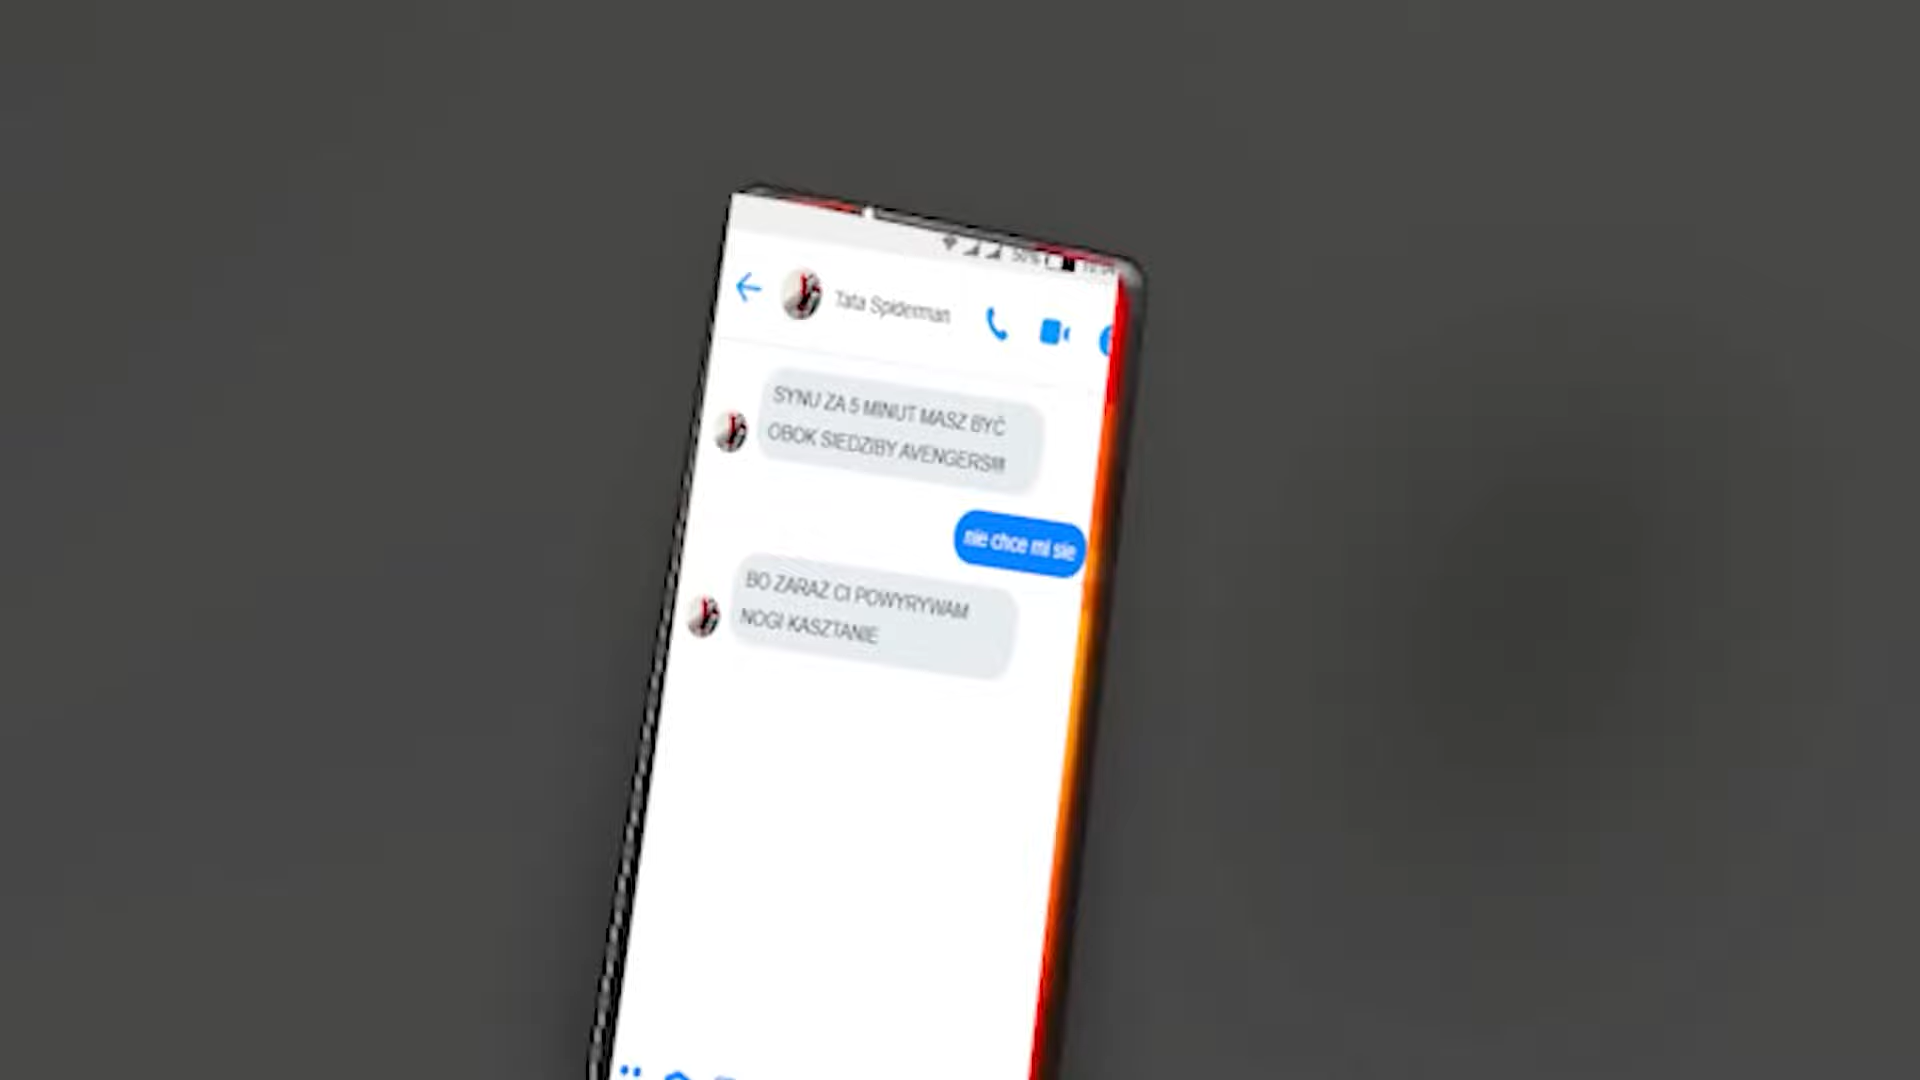 50%
Tata Spiderman
SYNU ZA 5 MINUT MASZ BYĆ
OBOK SIEDZIBY AVENGERS!!!!
nie chce mi sie
BO ZARAZ CI POWYRYWAM
NOGI KASZTANIE